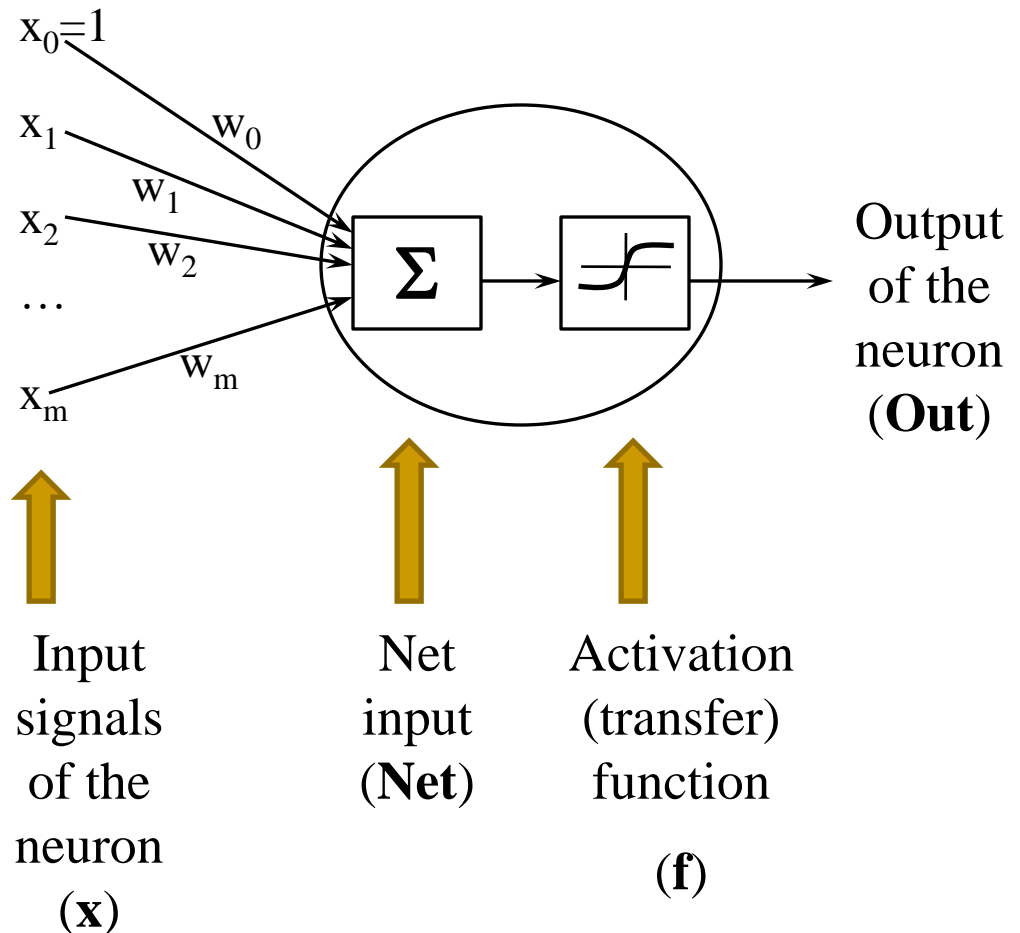 x₀=1
w₀
x₁
w₁
x₂
w₂
…
wₘ
xₘ
Σ
Output
of the
neuron
(Out)
Input
signals
of the
neuron
(x)
Net
input
(Net)
Activation
(transfer)
function
(f)